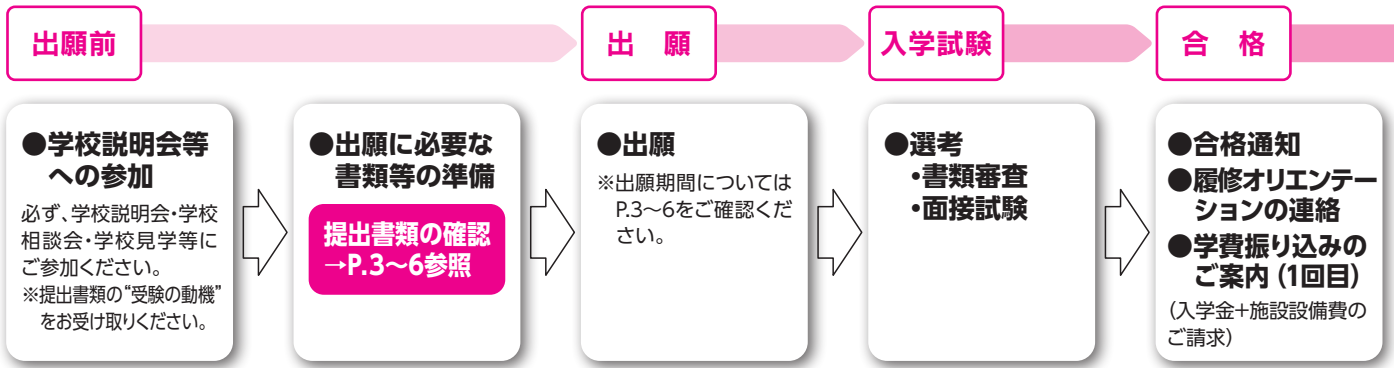 出願前
出　願
入学試験
合　格
●学校説明会等
への参加
必ず、学校説明会・学校
相談会・学校見学等に
ご参加ください。
※提出書類の“受験の動機”
をお受け取りください。
●出願に必要な
書類等の準備
提出書類の確認
→P.3～6参照
●出願
※出願期間については
P.3～6をご確認くだ
さい。
●選考
・書類審査
・面接試験
●合格通知
●履修オリエンテー
ションの連絡
●学費振り込みの
ご案内（1回目）
（入学金+施設設備費の
ご請求）